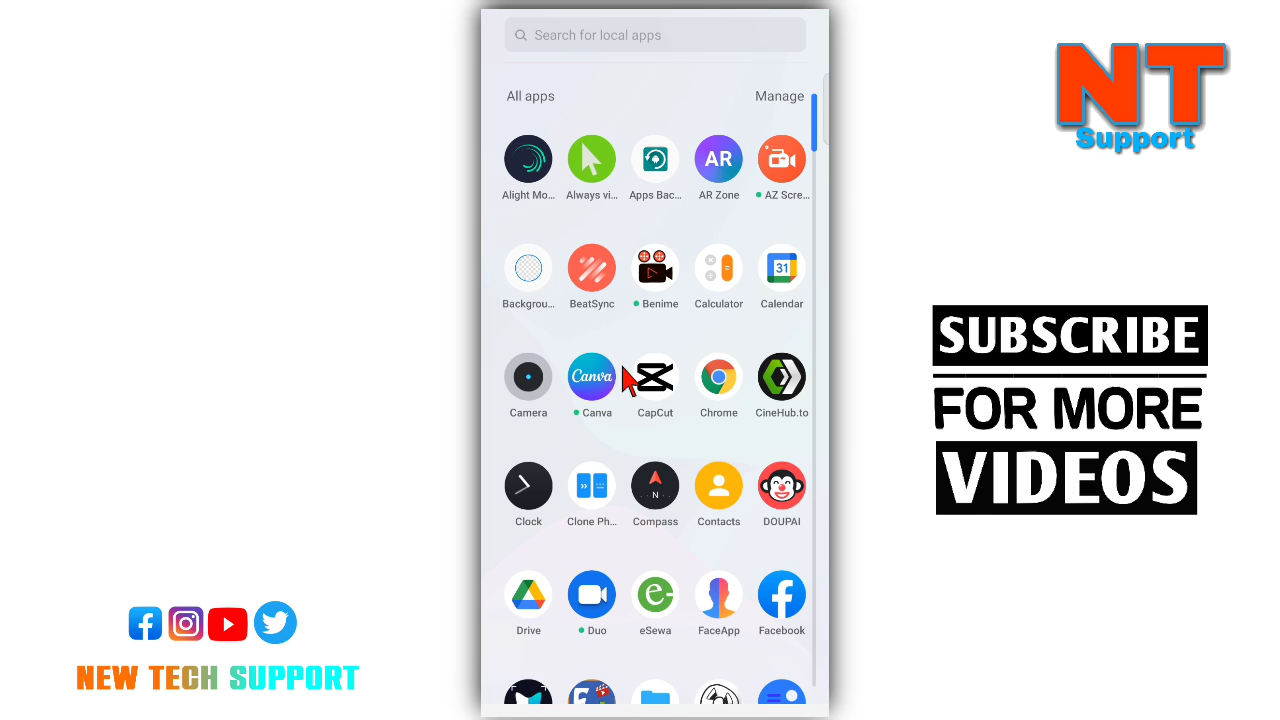 Search for local apps
All apps
Manage
AR
Alight Mo...
Always vi...
Apps Bac...
AR Zone
AZ Scre...
31
Backgrou...
BeatSync
Benime
Calculator
Calendar
Canva
Camera
Canva
CapCut
Chrome
CineHub.to
N
Clock
Clone Ph...
Compass
Contacts
DOUPAI
Drive
Duo
eSewa
FaceApp
Facebook
NT
Support
SUBSCRIBE
FOR MORE
VIDEOS
NEW TECH SUPPORT